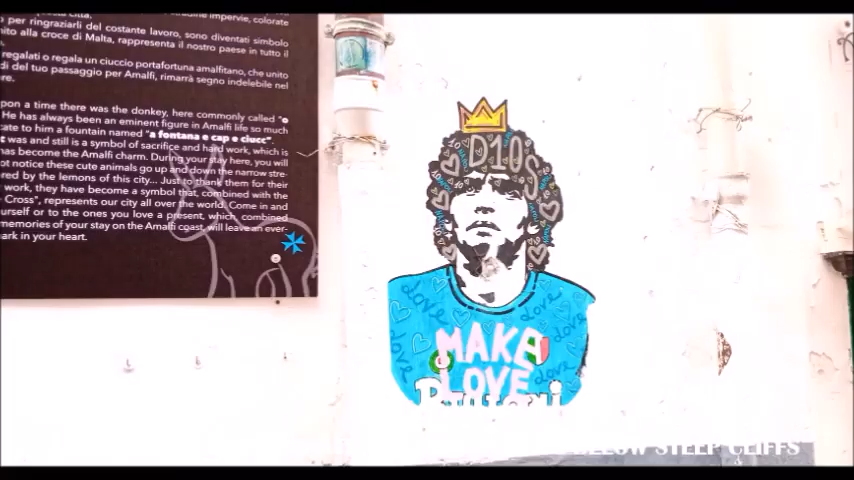 per ringraziarli del costante lavoro, sono diventati simbolo
nito alla croce di Malta, rappresenta il nostro paese in tutto il
regalati o regala un ciuccio portafortuna amalfitano, che unito
di del tuo passaggio per Amalfi, rimarrà segno indelebile nel
re.
pon a time there was the donkey, here commonly called "o
He has always been an eminent figure in Amalfi life so much
cate to him a fountain named "a fontana e cap e ciucc".
t was and still is a symbol of sacrifice and hard work, which is
has become the Amalfi charm. During your stay here, you will
not notice these cute animals go up and down the narrow stre-
red by the lemons of this city... Just to thank them for their
work, they have become a symbol that, combined with the
Cross", represents our city all over the world. Come in and
urself or to the ones you love a present, which, combined
memories of your stay on the Amalfi coast, will leave an ever-
ark in your heart.
D10S
LOVE
LOVE
LOVE
MAKE
LOVE
BELOW STEEP CLIFFS